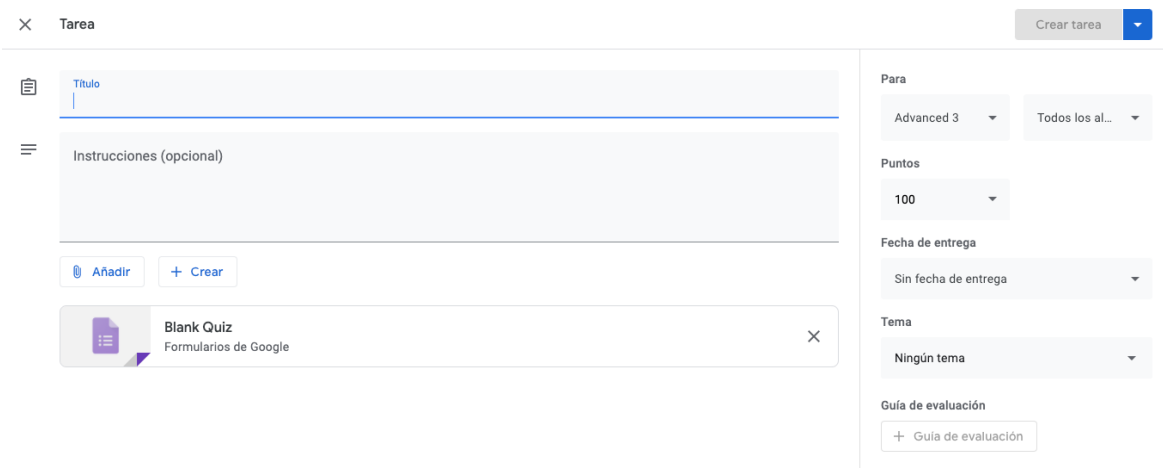 Tarea
Crear tarea
Título
Instrucciones (opcional)
Añadir
Crear
Blank Quiz
Formularios de Google
Para
Advanced 3
Todos los al...
Puntos
100
Fecha de entrega
Sin fecha de entrega
Tema
Ningún tema
Guía de evaluación
Guía de evaluación